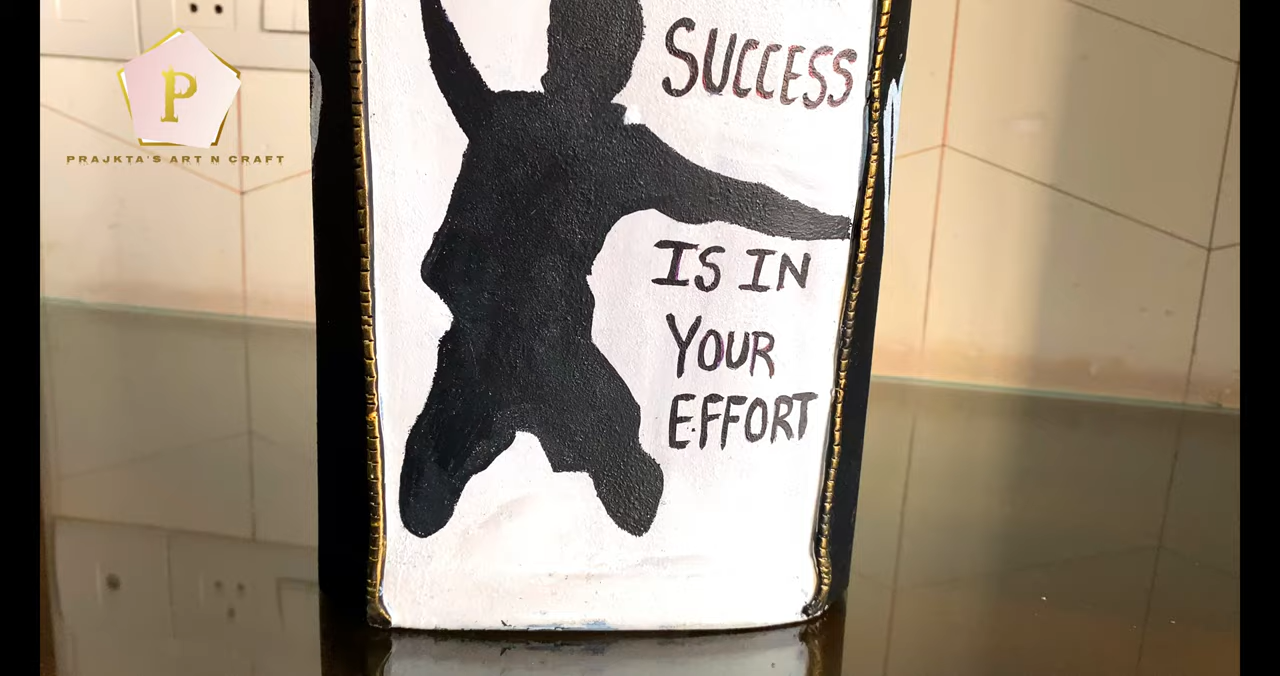 P
PRAJKTA'S ART N CRAFT
SUCCESS
IS IN
YOUR
EFFORT